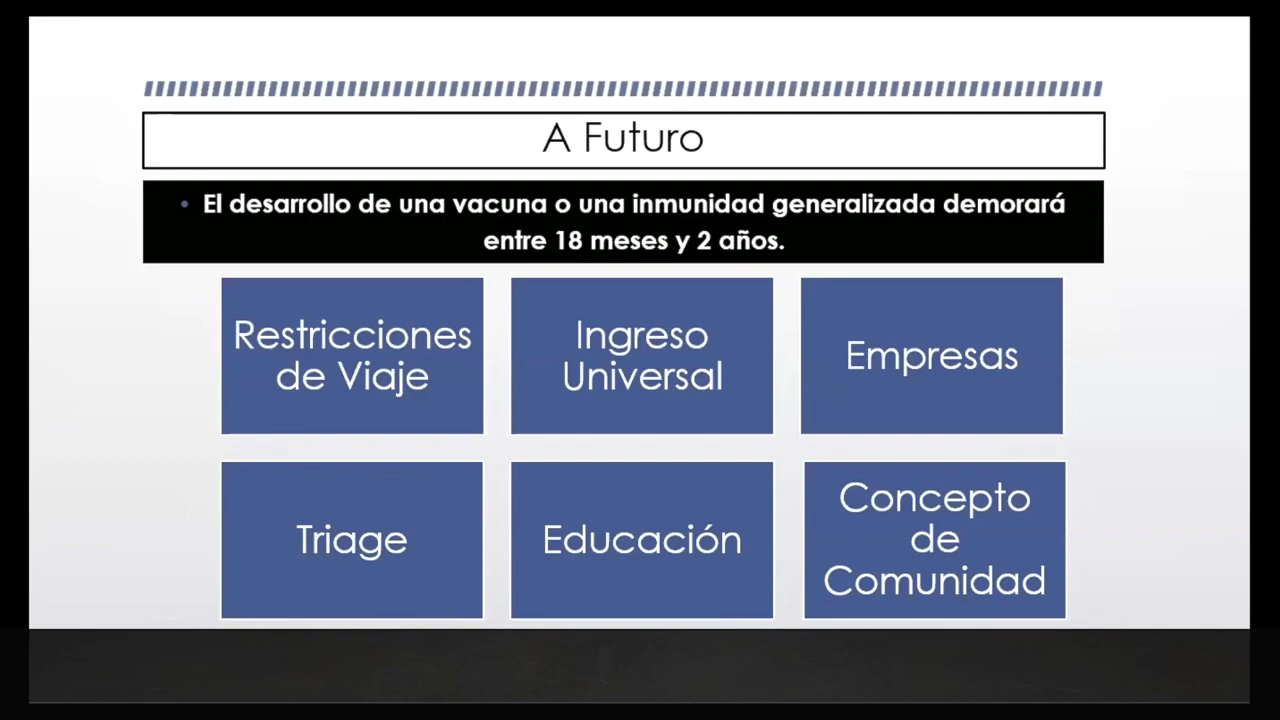 A Futuro
• El desarrollo de una vacuna o una inmunidad generalizada demorará
entre 18 meses y 2 años.
Restricciones
de Viaje
Ingreso
Universal
Empresas
Triage
Educación
Concepto
de
Comunidad